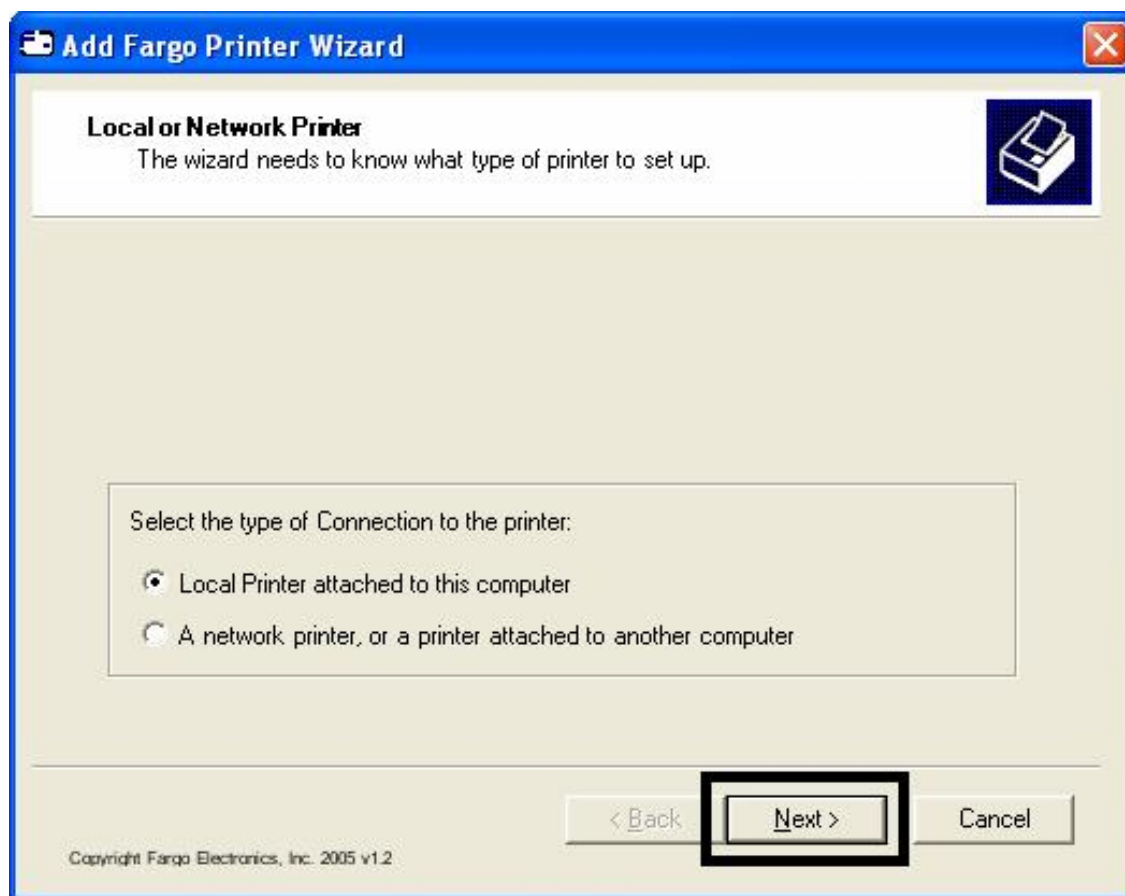 Add Fargo Printer Wizard
Local or Network Printer
The wizard needs to know what type of printer to set up.
Select the type of Connection to the printer:
Local Printer attached to this computer
A network printer, or a printer attached to another computer
< Back Next > Cancel
Copyright Fargo Electronics, Inc. 2005 v1.2